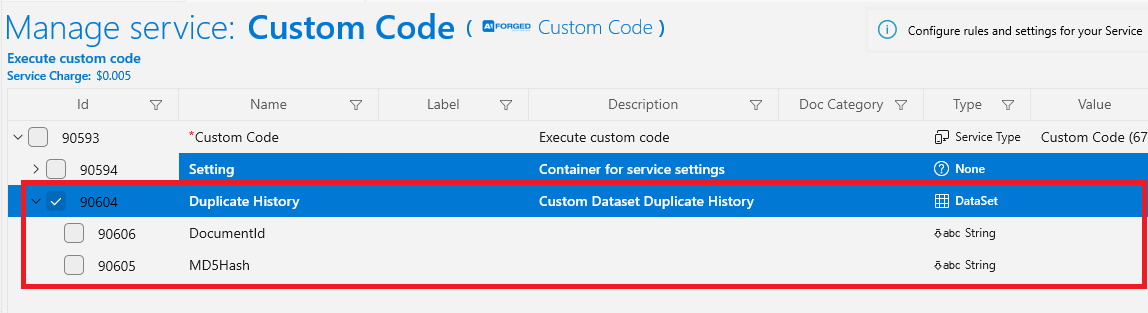 Manage service: Custom Code ( AI FORGED Custom Code )
Configure rules and settings for your Service
Execute custom code
Service Charge: $0.005
Id Name Label Description Doc Category Type Value
90593 *Custom Code Execute custom code Service Type Custom Code (67
90594 Setting Container for service settings None
90604 Duplicate History Custom Dataset Duplicate History DataSet
90606 DocumentId abc String
90605 MD5Hash abc String